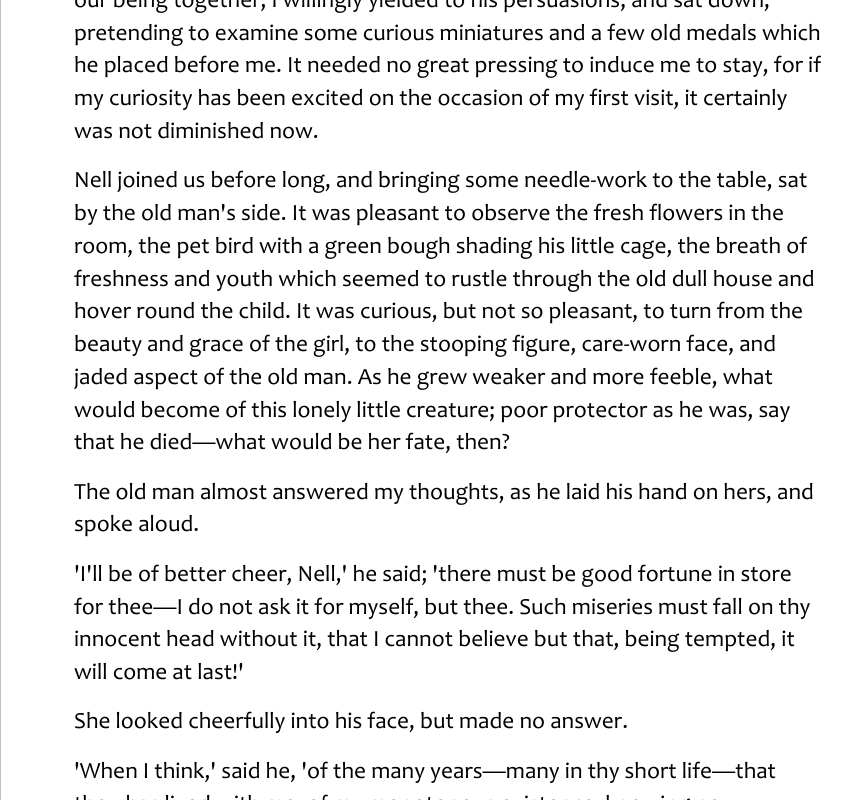 our being together, I willingly yielded to his persuasions, and sat down,
pretending to examine some curious miniatures and a few old medals which
he placed before me. It needed no great pressing to induce me to stay, for if
my curiosity has been excited on the occasion of my first visit, it certainly
was not diminished now.
Nell joined us before long, and bringing some needle-work to the table, sat
by the old man's side. It was pleasant to observe the fresh flowers in the
room, the pet bird with a green bough shading his little cage, the breath of
freshness and youth which seemed to rustle through the old dull house and
hover round the child. It was curious, but not so pleasant, to turn from the
beauty and grace of the girl, to the stooping figure, care-worn face, and
jaded aspect of the old man. As he grew weaker and more feeble, what
would become of this lonely little creature; poor protector as he was, say
that he died—what would be her fate, then?
The old man almost answered my thoughts, as he laid his hand on hers, and
spoke aloud.
'I'll be of better cheer, Nell,' he said; 'there must be good fortune in store
for thee—I do not ask it for myself, but thee. Such miseries must fall on thy
innocent head without it, that I cannot believe but that, being tempted, it
will come at last!'
She looked cheerfully into his face, but made no answer.
'When I think,' said he, 'of the many years—many in thy short life—that